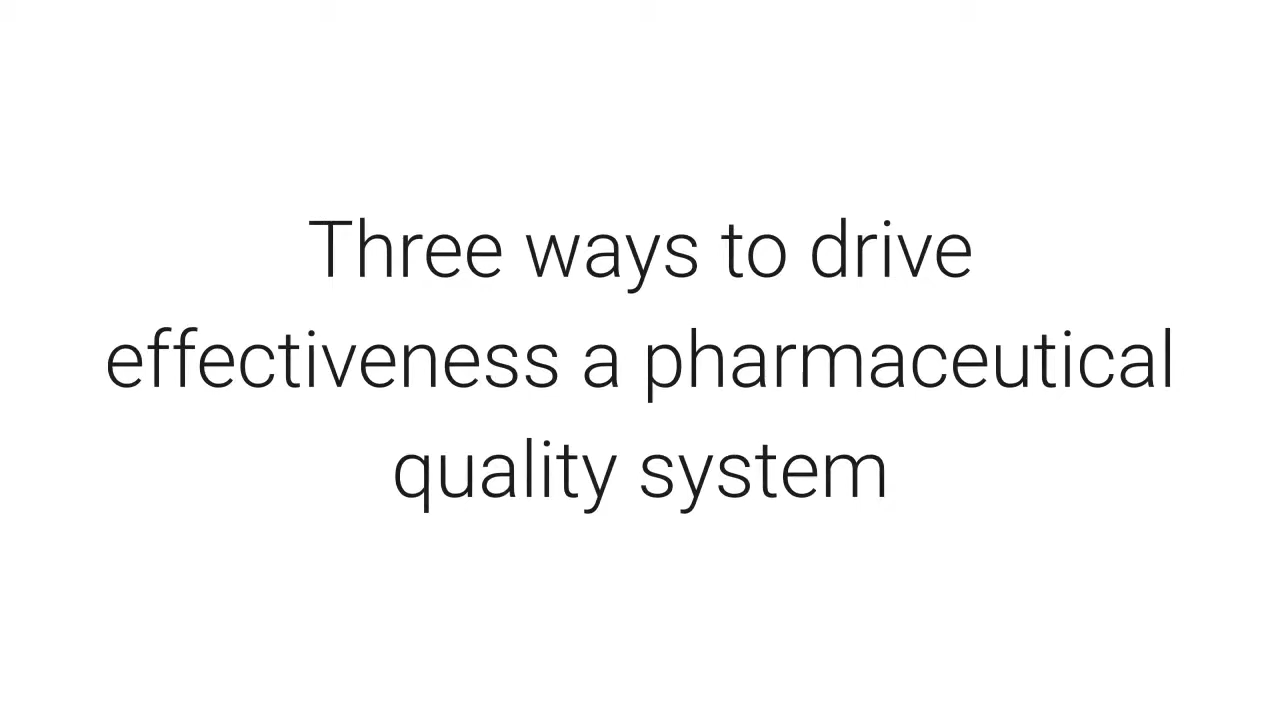 Three ways to drive
effectiveness a pharmaceutical
quality system